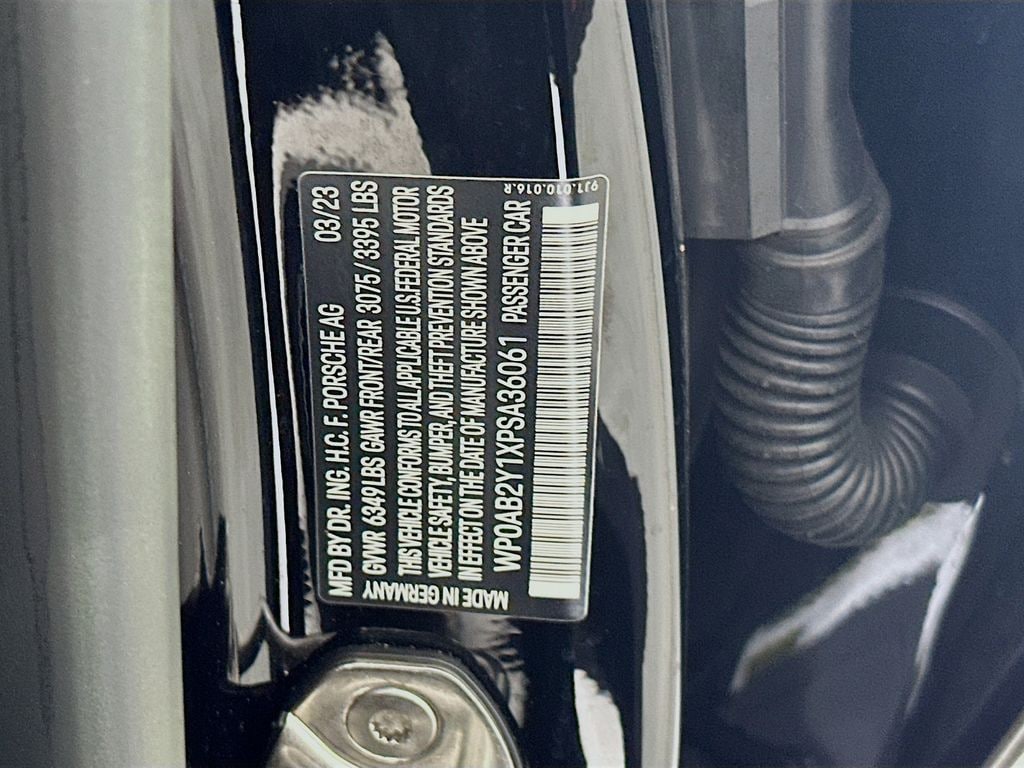 MFD BY DR. ING. H.C. F. PORSCHE AG 03/23
GVWR 6349 LBS GAWR FRONT/REAR 3075 / 3395 LBS
THIS VEHICLE CONFORMS TO ALL APPLICABLE U.S. FEDERAL MOTOR
VEHICLE SAFETY, BUMPER, AND THEFT PREVENTION STANDARDS
IN EFFECT ON THE DATE OF MANUFACTURE SHOWN ABOVE
WP0AB2Y1XPSA36061 PASSENGER CAR
MADE IN GERMANY
9J1.010.016.R